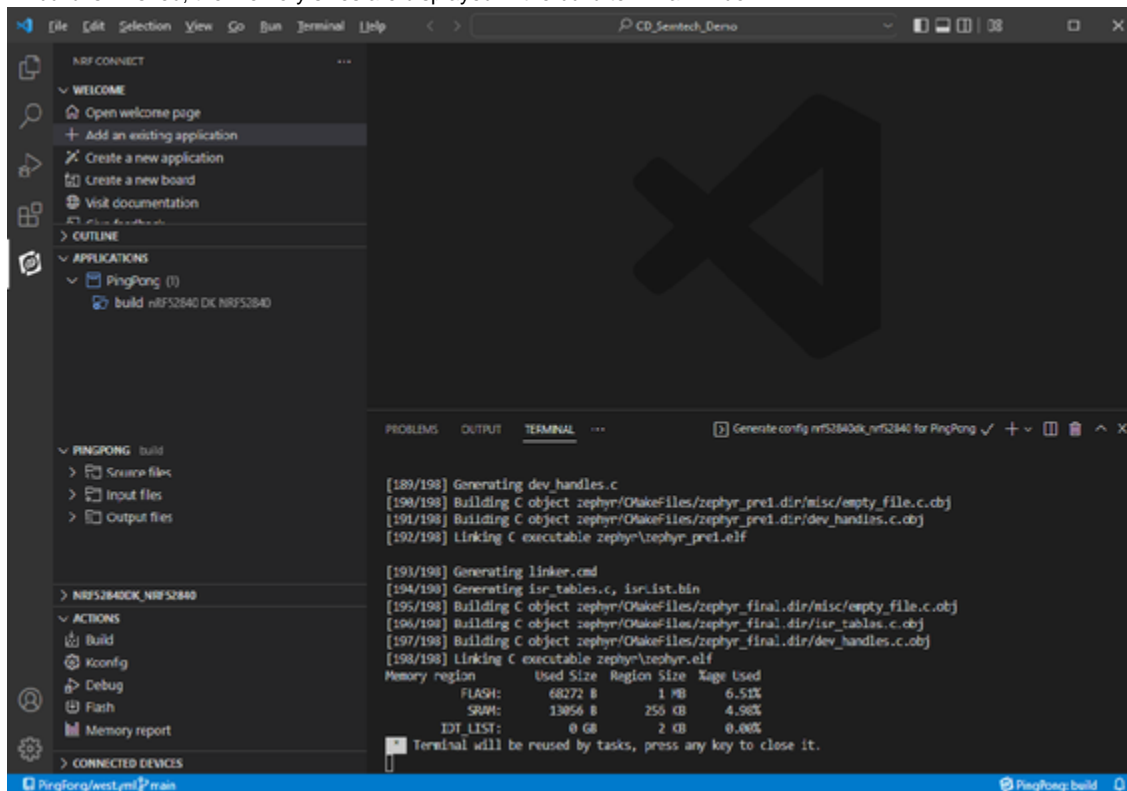 File Edit Selection View Go Run Terminal Help
CD_Semtech_Demo
NRF CONNECT
WELCOME
Open welcome page
Add an existing application
Create a new application
Create a new board
Visit documentation
OUTLINE
APPLICATIONS
PingPong (1)
build nRF52840 DK NRF52840
PINGPONG build
Source files
Input files
Output files
NRF52840DK_NRF52840
ACTIONS
Build
Kconfig
Debug
Flash
Memory report
CONNECTED DEVICES
PROBLEMS OUTPUT TERMINAL ... Generate config nrf52840dk_nrf52840 for PingPong
[189/198] Generating dev_handles.c
[190/198] Building C object zephyr/CMakeFiles/zephyr_pre1.dir/misc/empty_file.c.obj
[191/198] Building C object zephyr/CMakeFiles/zephyr_pre1.dir/dev_handles.c.obj
[192/198] Linking C executable zephyr\zephyr_pre1.elf
[193/198] Generating linker.cmd
[194/198] Generating isr_tables.c, isrList.bin
[195/198] Building C object zephyr/CMakeFiles/zephyr_final.dir/misc/empty_file.c.obj
[196/198] Building C object zephyr/CMakeFiles/zephyr_final.dir/isr_tables.c.obj
[197/198] Building C object zephyr/CMakeFiles/zephyr_final.dir/dev_handles.c.obj
[198/198] Linking C executable zephyr\zephyr.elf
Memory region Used Size Region Size %age Used
FLASH: 68272 B 1 MB 6.51%
SRAM: 13056 B 256 KB 4.98%
IDT_LIST: 0 GB 2 KB 0.00%
* Terminal will be reused by tasks, press any key to close it.
PingPong/west.yml main PingPong: build